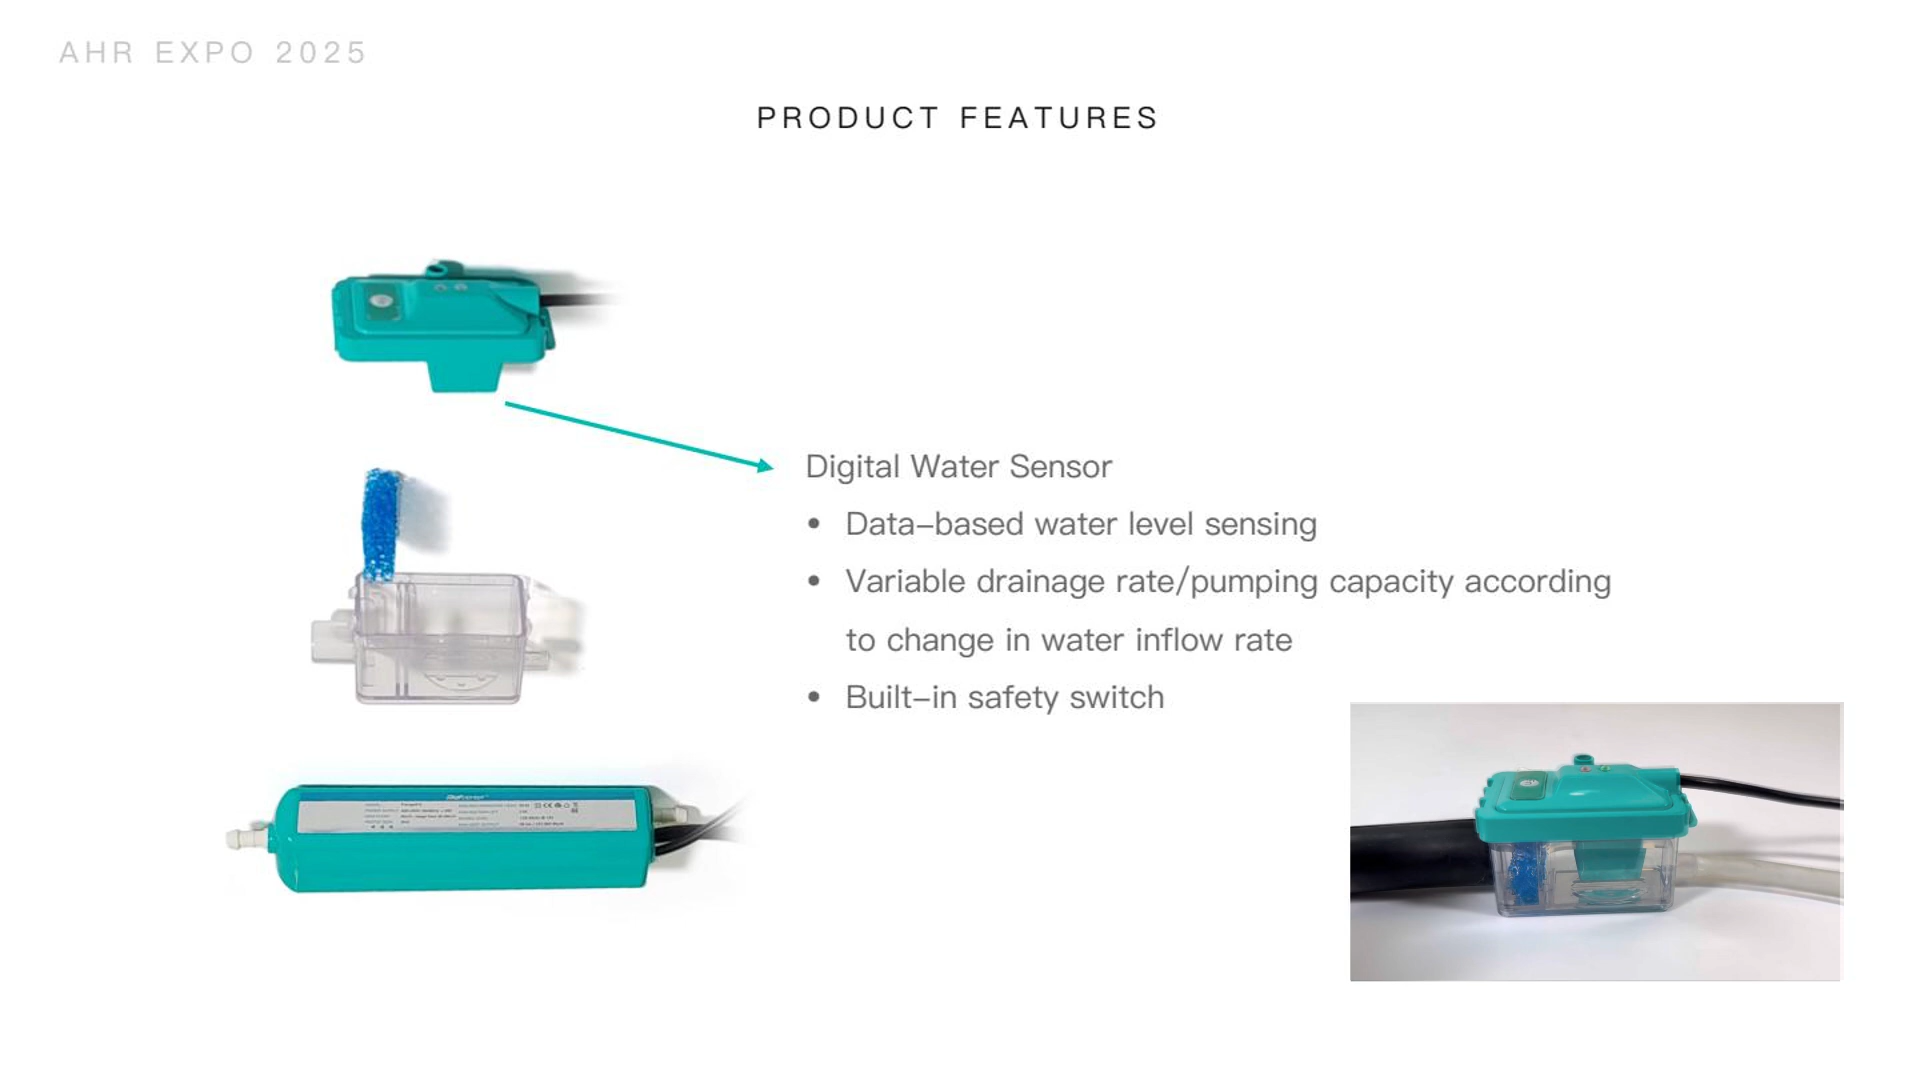 AHR EXPO 2025
PRODUCT FEATURES
Digital Water Sensor
• Data–based water level sensing
• Variable drainage rate/pumping capacity according
to change in water inflow rate
• Built–in safety switch